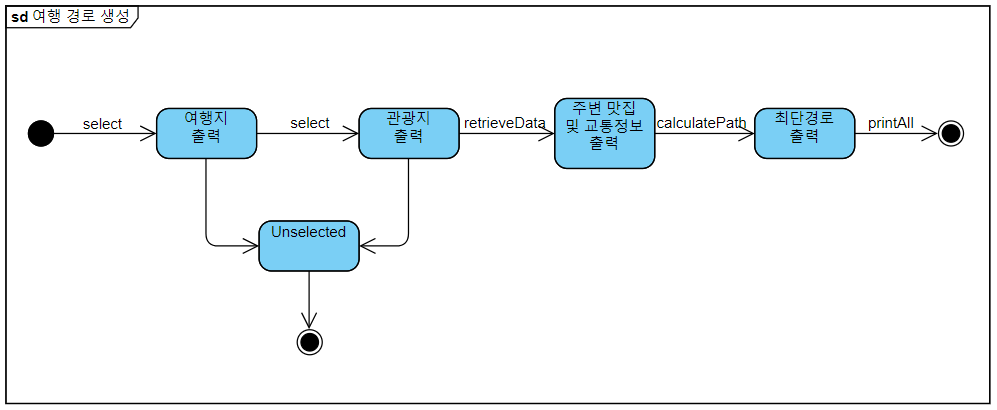 sd 여행 경로 생성
select
여행지
출력
select
관광지
출력
retrieveData
주변 맛집
및 교통정보
출력
calculatePath
최단경로
출력
printAll
Unselected